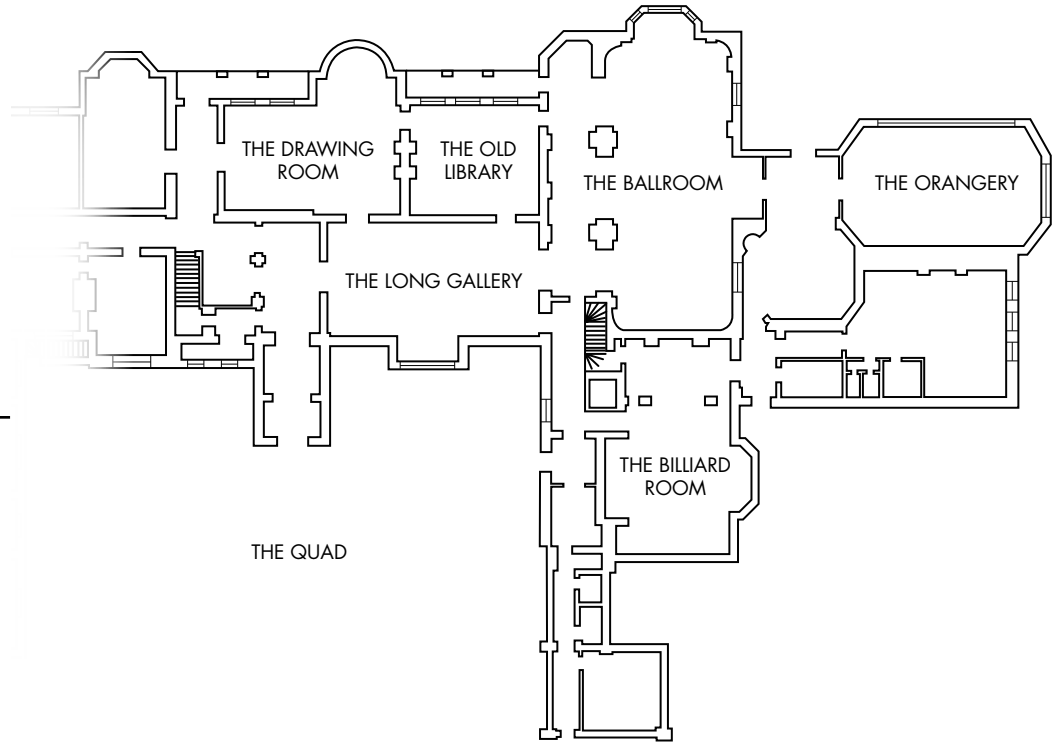 THE DRAWING
ROOM
THE OLD
LIBRARY
THE BALLROOM
THE ORANGERY
THE LONG GALLERY
THE BILLIARD
ROOM
THE QUAD